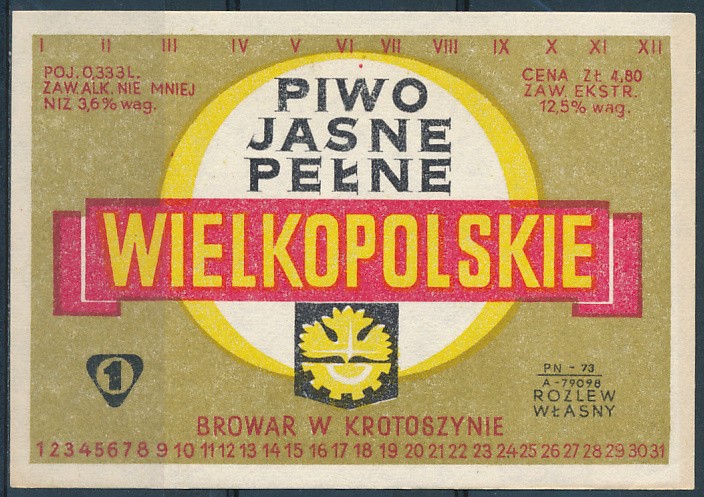 I II III IV V VI VII VIII IX X XI XII
POJ. 0,333 L.
ZAW. ALK. NIE MNIEJ
NIZ 3,6% wag.
CENA ZŁ 4,80
ZAW. EKSTR.
12,5% wag.
PIWO
JASNE
PEŁNE
WIELKOPOLSKIE
1
PN - 73
A - 79098
ROZLEW
WŁASNY
BROWAR W KROTOSZYNIE
1 2 3 4 5 6 7 8 9 10 11 12 13 14 15 16 17 18 19 20 21 22 23 24 25 26 27 28 29 30 31